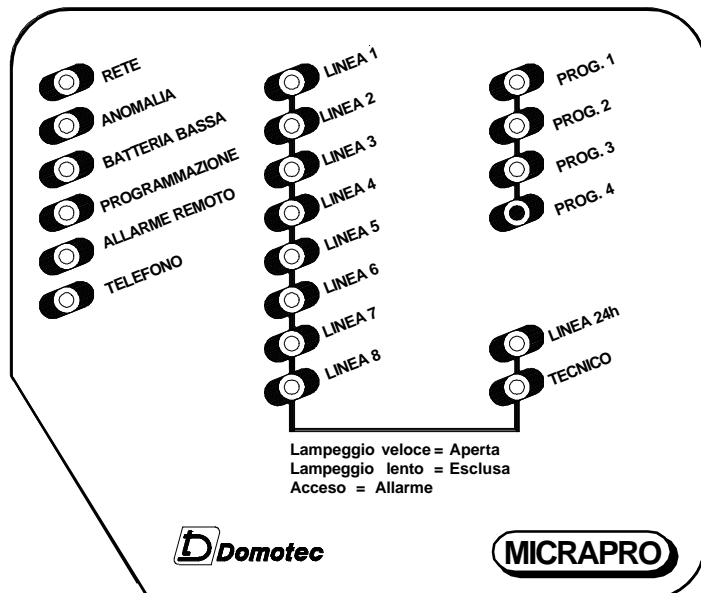 RETE
ANOMALIA
BATTERIA BASSA
PROGRAMMAZIONE
ALLARME REMOTO
TELEFONO
LINEA 1
LINEA 2
LINEA 3
LINEA 4
LINEA 5
LINEA 6
LINEA 7
LINEA 8
PROG. 1
PROG. 2
PROG. 3
PROG. 4
LINEA 24h
TECNICO
Lampeggio veloce = Aperta
Lampeggio lento = Esclusa
Acceso = Allarme
Domotec
MICRAPRO